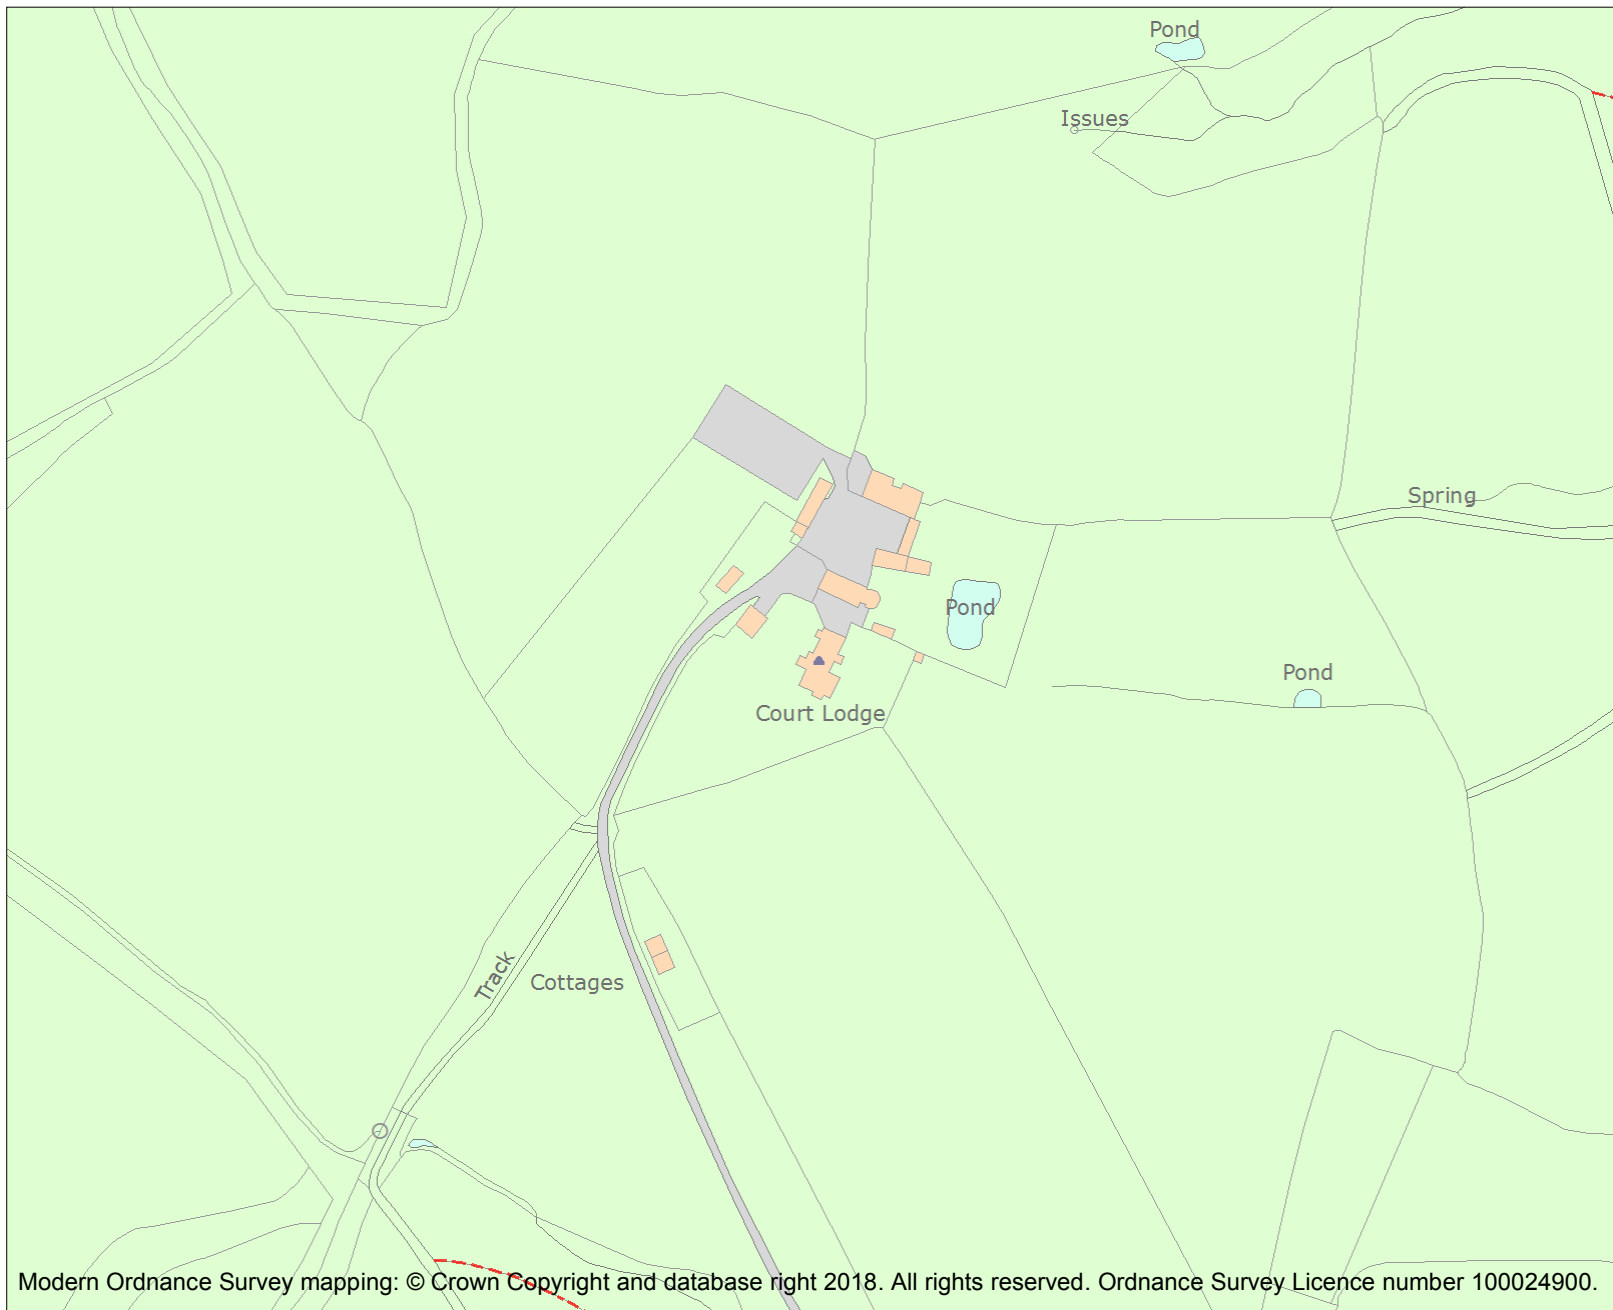 Pond
Issues
Spring
Pond
Pond
Court Lodge
Track
Cottages
Modern Ordnance Survey mapping: © Crown Copyright and database right 2018. All rights reserved. Ordnance Survey Licence number 100024900.